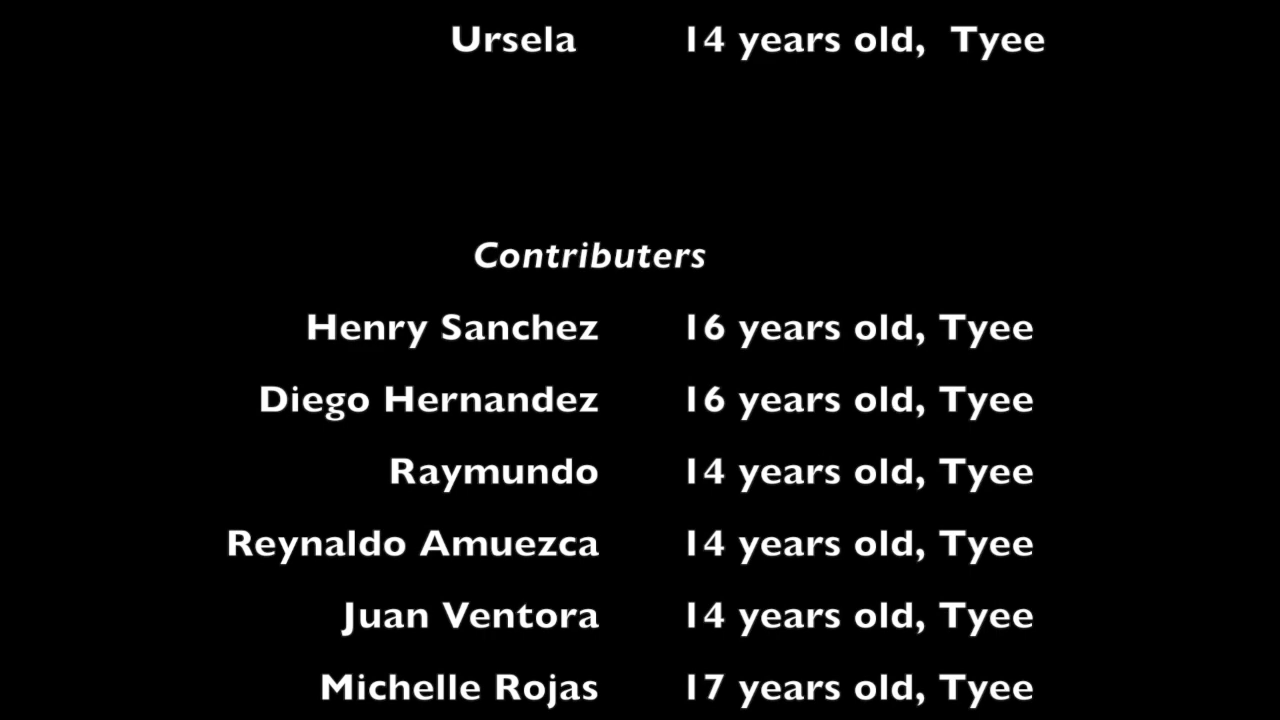 Ursela 14 years old, Tyee
Contributers
Henry Sanchez 16 years old, Tyee
Diego Hernandez 16 years old, Tyee
Raymundo 14 years old, Tyee
Reynaldo Amuezca 14 years old, Tyee
Juan Ventora 14 years old, Tyee
Michelle Rojas 17 years old, Tyee